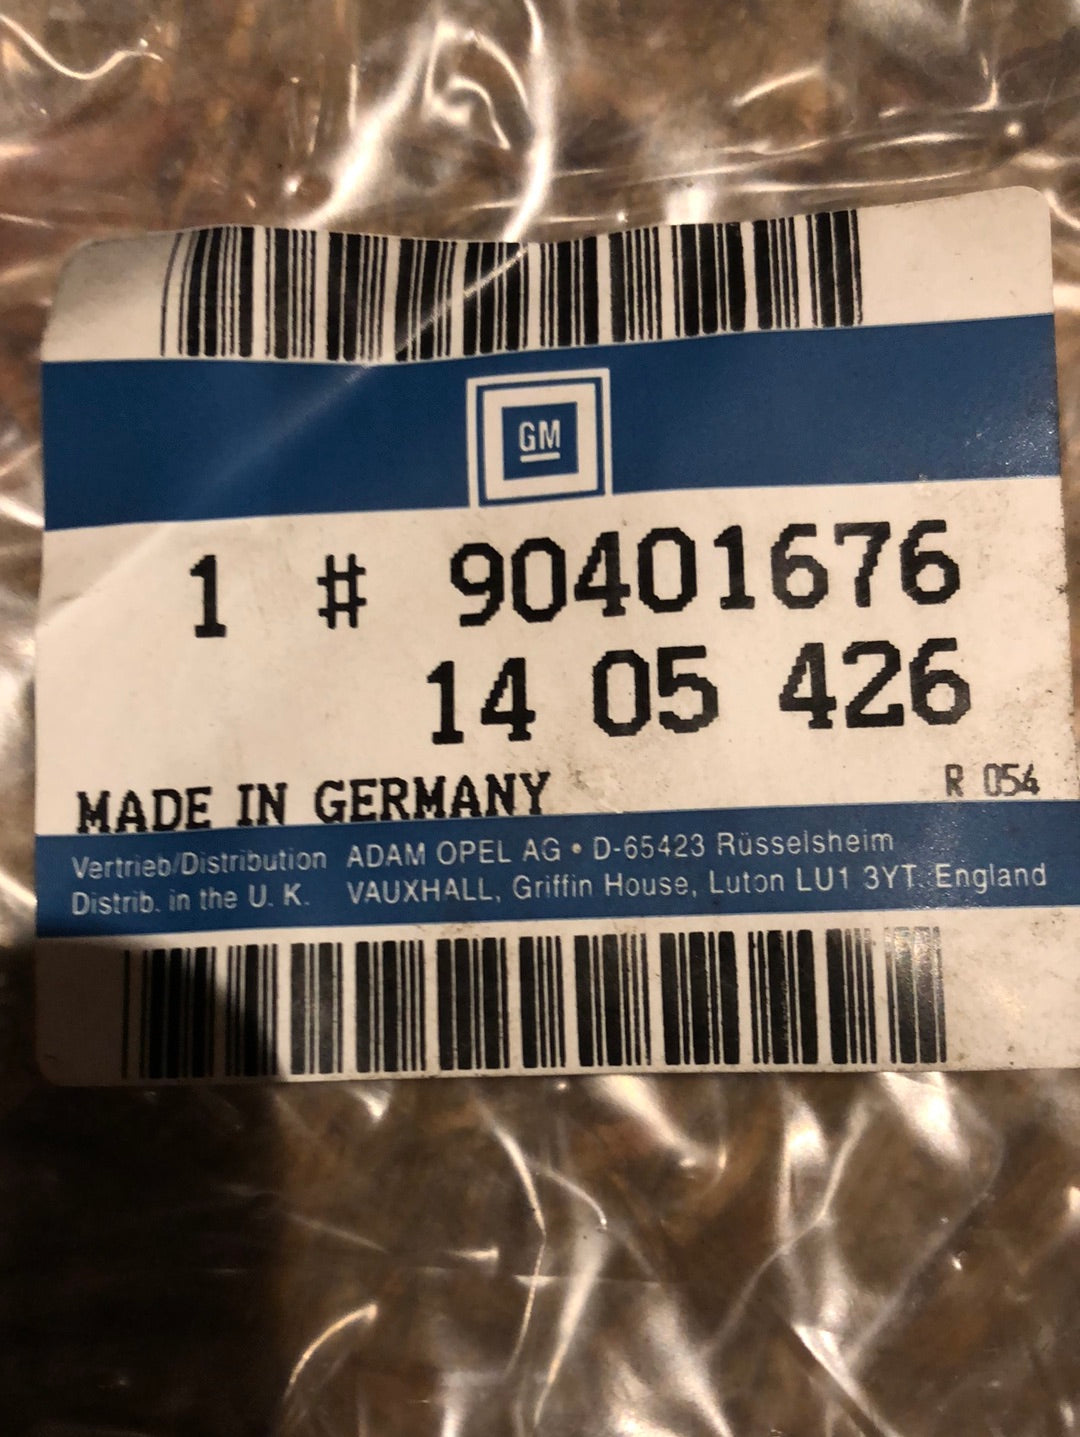 GM
1 # 90401676
14 05 426
MADE IN GERMANY R 054
Vertrieb/Distribution ADAM OPEL AG • D-65423 Rüsselsheim
Distrib. in the U. K. VAUXHALL, Griffin House, Luton LU1 3YT. England